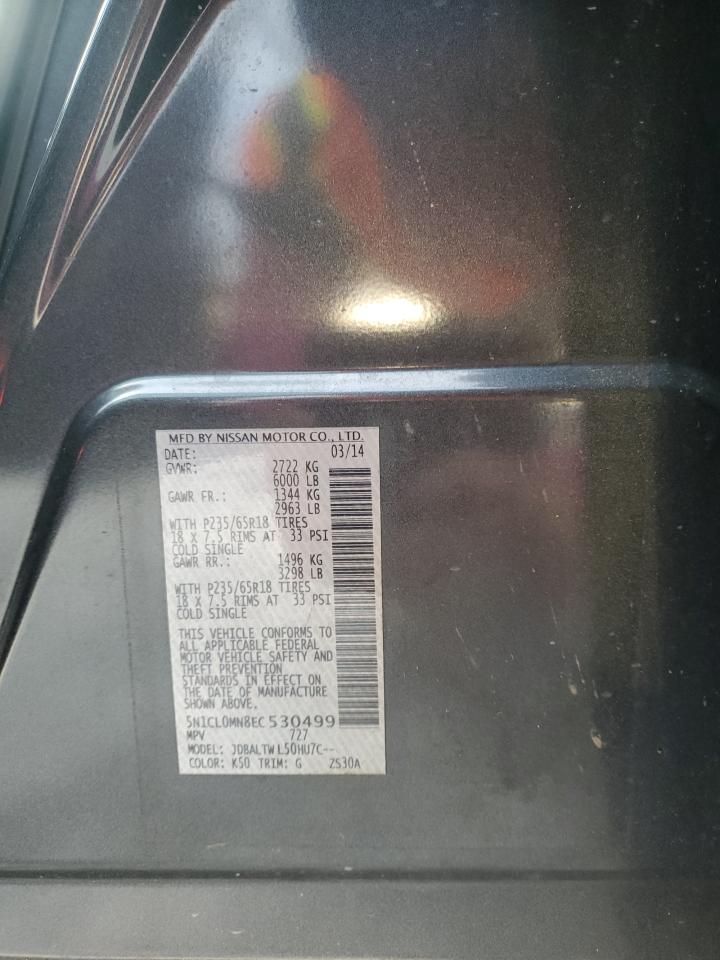 MFD BY NISSAN MOTOR CO., LTD.
DATE: 03/14
GVWR: 2722 KG
6000 LB
GAWR FR.: 1344 KG
2963 LB
WITH P235/65R18 TIRES
18 X 7.5 RIMS AT 33 PSI
COLD SINGLE
GAWR RR.: 1496 KG
3298 LB
WITH P235/65R18 TIRES
18 X 7.5 RIMS AT 33 PSI
COLD SINGLE
THIS VEHICLE CONFORMS TO
ALL APPLICABLE FEDERAL
MOTOR VEHICLE SAFETY AND
THEFT PREVENTION
STANDARDS IN EFFECT ON
THE DATE OF MANUFACTURE
SHOWN ABOVE.
5N1CL0MN8EC530499
MPV 727
MODEL: JDBALTWL50HU7C--
COLOR: K50 TRIM: G ZS30A